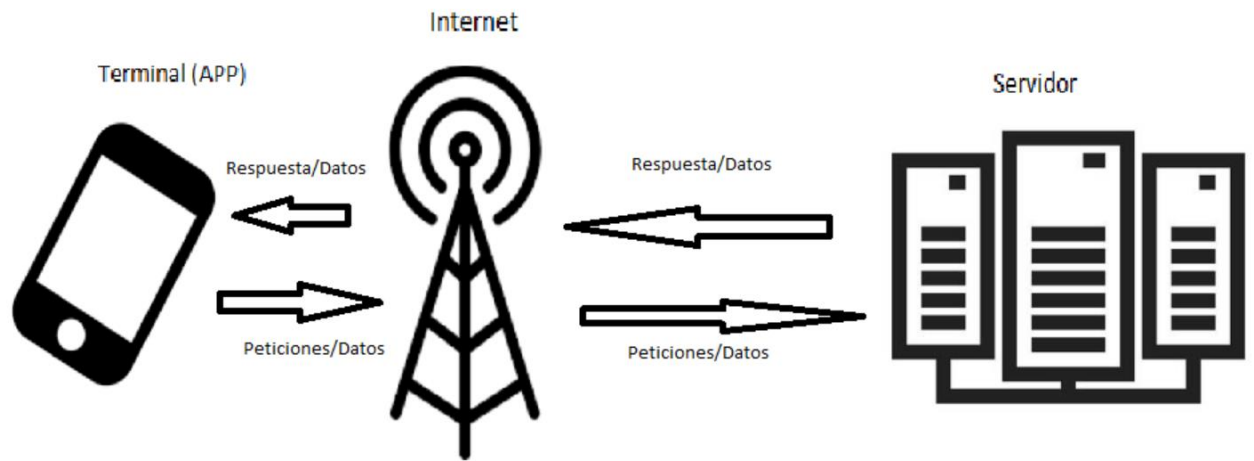 Internet
Terminal (APP)
Servidor
Respuesta/Datos
Respuesta/Datos
Peticiones/Datos
Peticiones/Datos